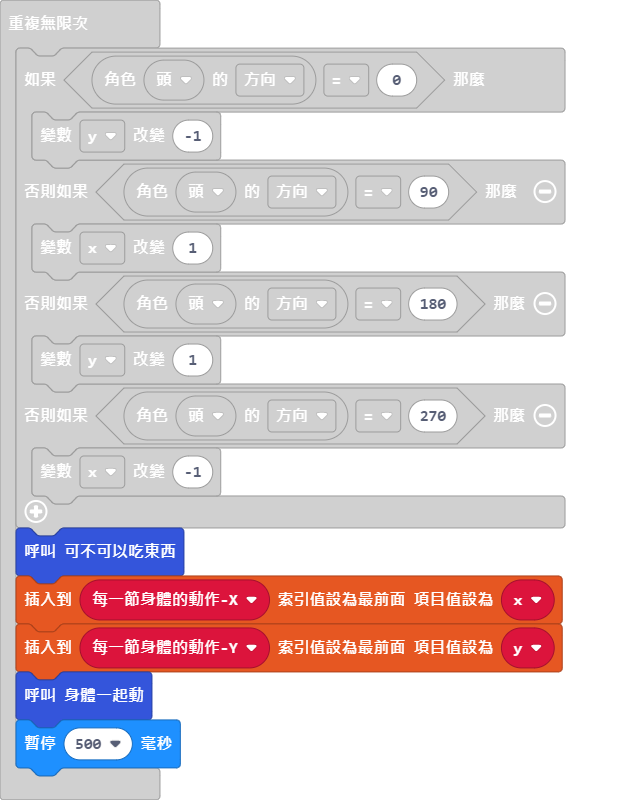 重複無限次
如果 角色 頭 的 方向 = 0 那麼
變數 y 改變 -1
否則如果 角色 頭 的 方向 = 90 那麼
變數 x 改變 1
否則如果 角色 頭 的 方向 = 180 那麼
變數 y 改變 1
否則如果 角色 頭 的 方向 = 270 那麼
變數 x 改變 -1
呼叫 可不可以吃東西
插入到 每一節身體的動作-X 索引值設為最前面 項目值設為 x
插入到 每一節身體的動作-Y 索引值設為最前面 項目值設為 y
呼叫 身體一起動
暫停 500 毫秒